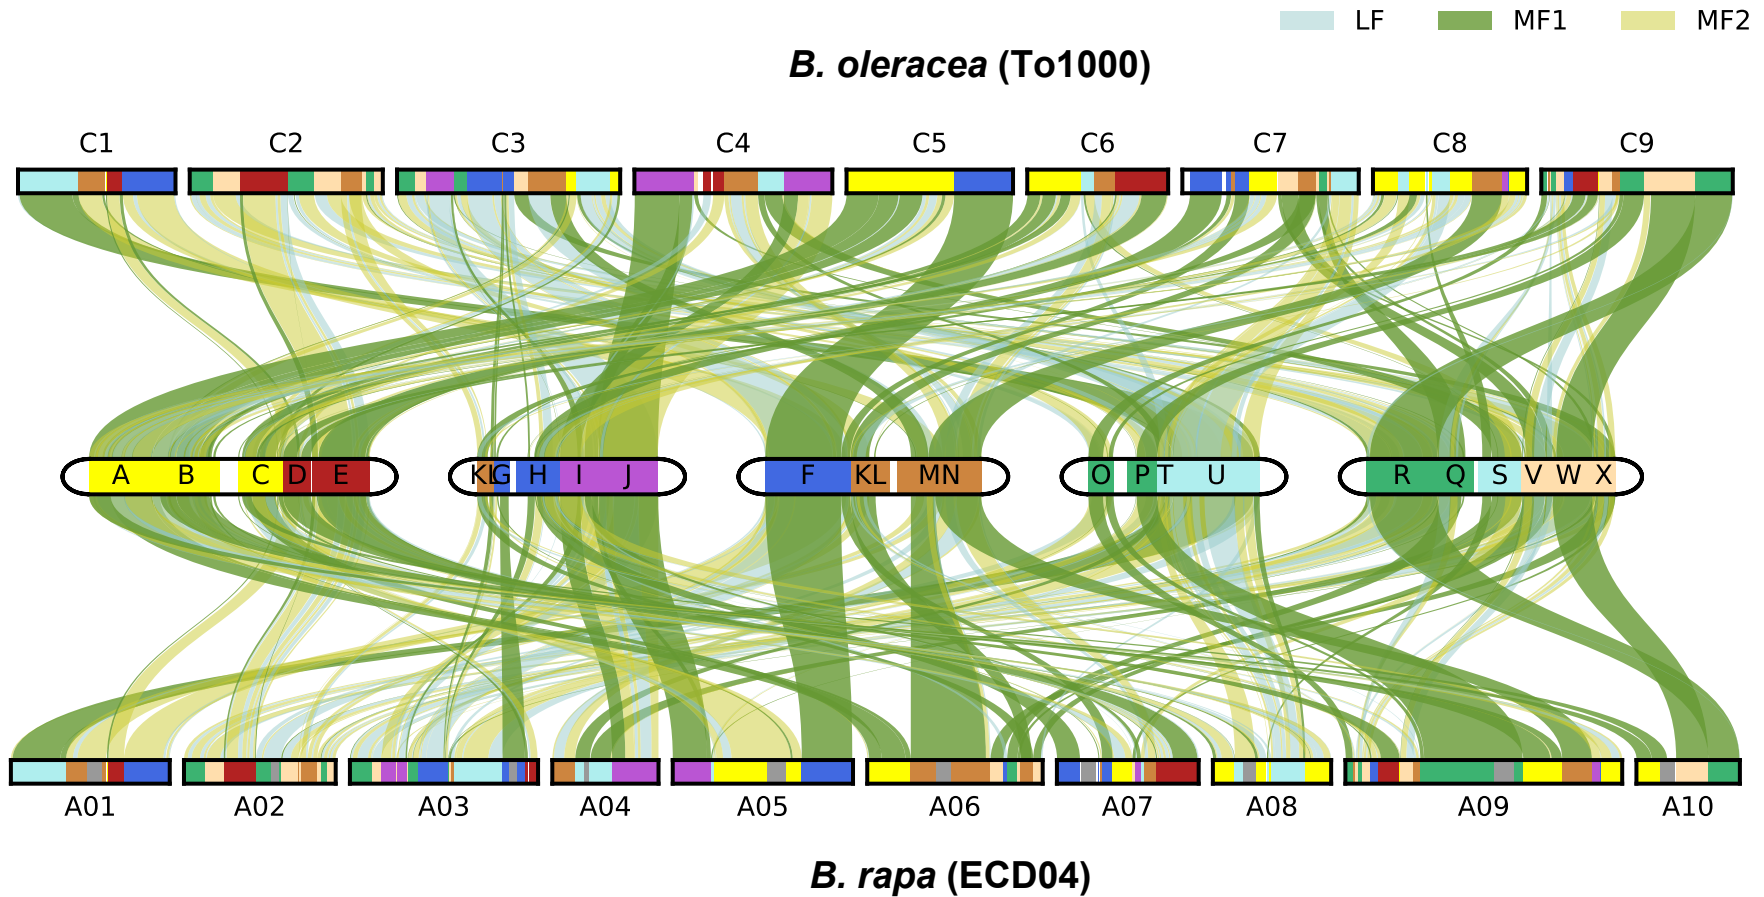 LF MF1 MF2
B. oleracea (To1000)
C1 C2 C3 C4 C5 C6 C7 C8 C9
A B C D E KL G H I J F KL MN O P T U R Q S V W X
A01 A02 A03 A04 A05 A06 A07 A08 A09 A10
B. rapa (ECD04)